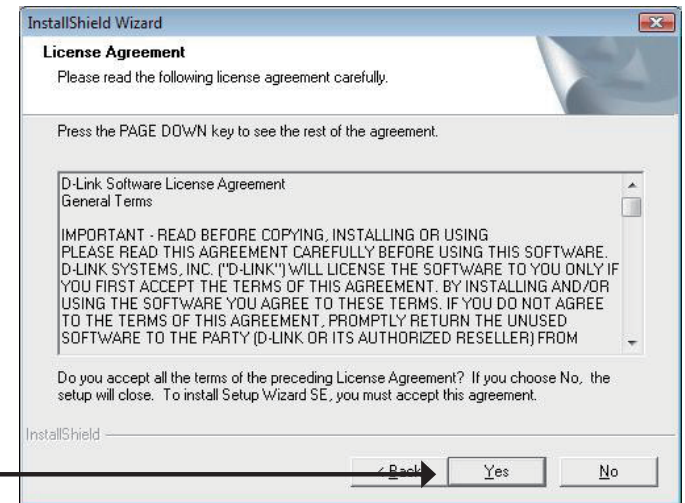 InstallShield Wizard
License Agreement
Please read the following license agreement carefully.
Press the PAGE DOWN key to see the rest of the agreement.
D-Link Software License Agreement
General Terms
IMPORTANT - READ BEFORE COPYING, INSTALLING OR USING
PLEASE READ THIS AGREEMENT CAREFULLY BEFORE USING THIS SOFTWARE.
D-LINK SYSTEMS, INC. ("D-LINK") WILL LICENSE THE SOFTWARE TO YOU ONLY IF
YOU FIRST ACCEPT THE TERMS OF THIS AGREEMENT. BY INSTALLING AND/OR
USING THE SOFTWARE YOU AGREE TO THESE TERMS. IF YOU DO NOT AGREE
TO THE TERMS OF THIS AGREEMENT, PROMPTLY RETURN THE UNUSED
SOFTWARE TO THE PARTY (D-LINK OR ITS AUTHORIZED RESELLER) FROM
Do you accept all the terms of the preceding License Agreement? If you choose No, the
setup will close. To install Setup Wizard SE, you must accept this agreement.
InstallShield
< Back Yes No